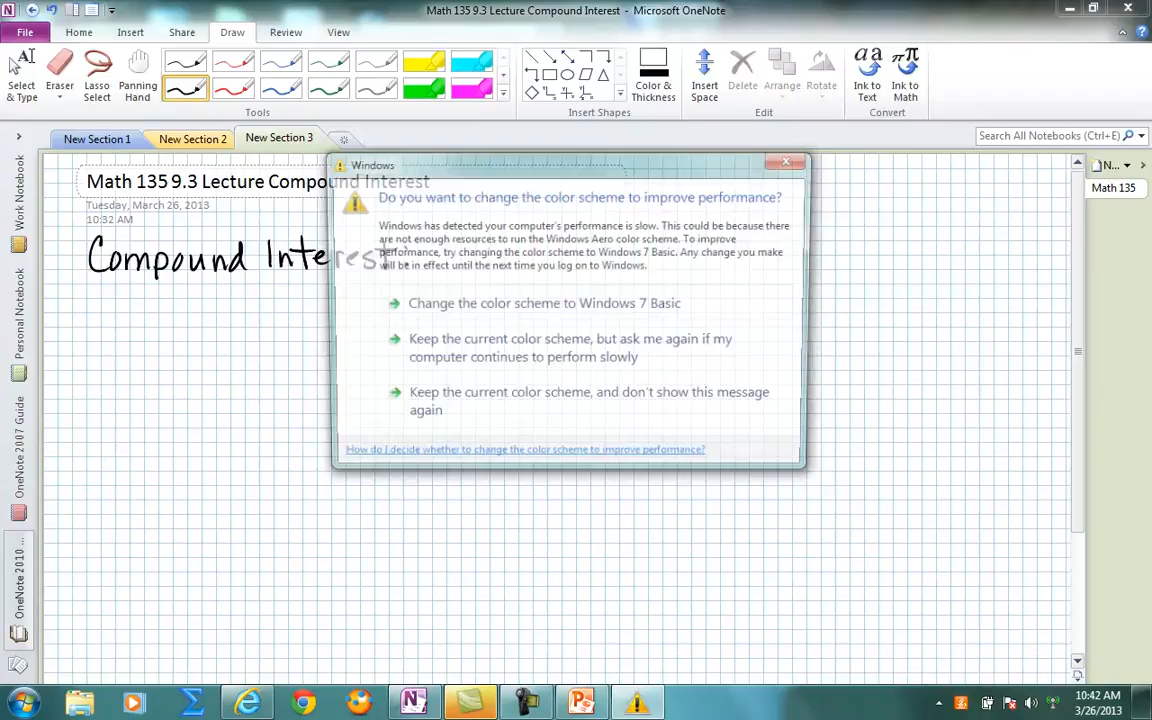 Math 135 9.3 Lecture Compound Interest - Microsoft OneNote
File Home Insert Share Draw Review View
Select & Type
Eraser
Lasso Select
Panning Hand
Color & Thickness
Insert Space
Delete
Arrange
Rotate
Ink to Text
Ink to Math
Tools
Insert Shapes
Edit
Convert
New Section 1
New Section 2
New Section 3
Search All Notebooks (Ctrl+E)
Work Notebook
Personal Notebook
OneNote 2007 Guide
OneNote 2010 ...
N...
Math 135
Math 135 9.3 Lecture Compound Interest
Tuesday, March 26, 2013
10:32 AM
Compound Interest:
Windows
Do you want to change the color scheme to improve performance?
Windows has detected your computer's performance is slow. This could be because there
are not enough resources to run the Windows Aero color scheme. To improve
performance, try changing the color scheme to Windows 7 Basic. Any change you make
will be in effect until the next time you log on to Windows.
Change the color scheme to Windows 7 Basic
Keep the current color scheme, but ask me again if my
computer continues to perform slowly
Keep the current color scheme, and don't show this message
again
How do I decide whether to change the color scheme to improve performance?
10:42 AM
3/26/2013